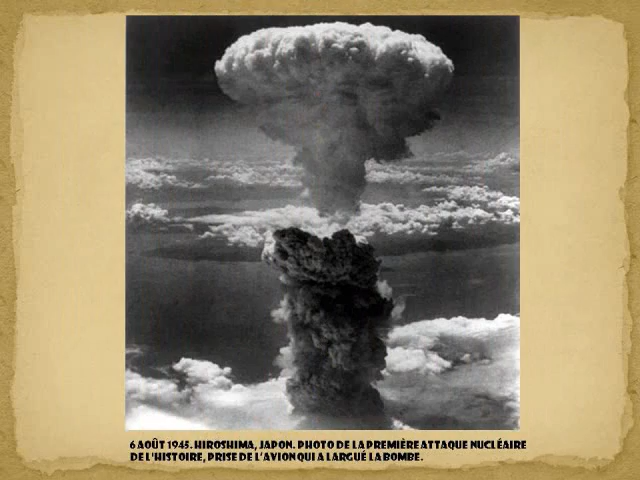 6 AOÛT 1945. HIROSHIMA, JAPON. PHOTO DE LA PREMIÈRE ATTAQUE NUCLÉAIRE
DE L'HISTOIRE, PRISE DE L'AVION QUI A LARGUÉ LA BOMBE.